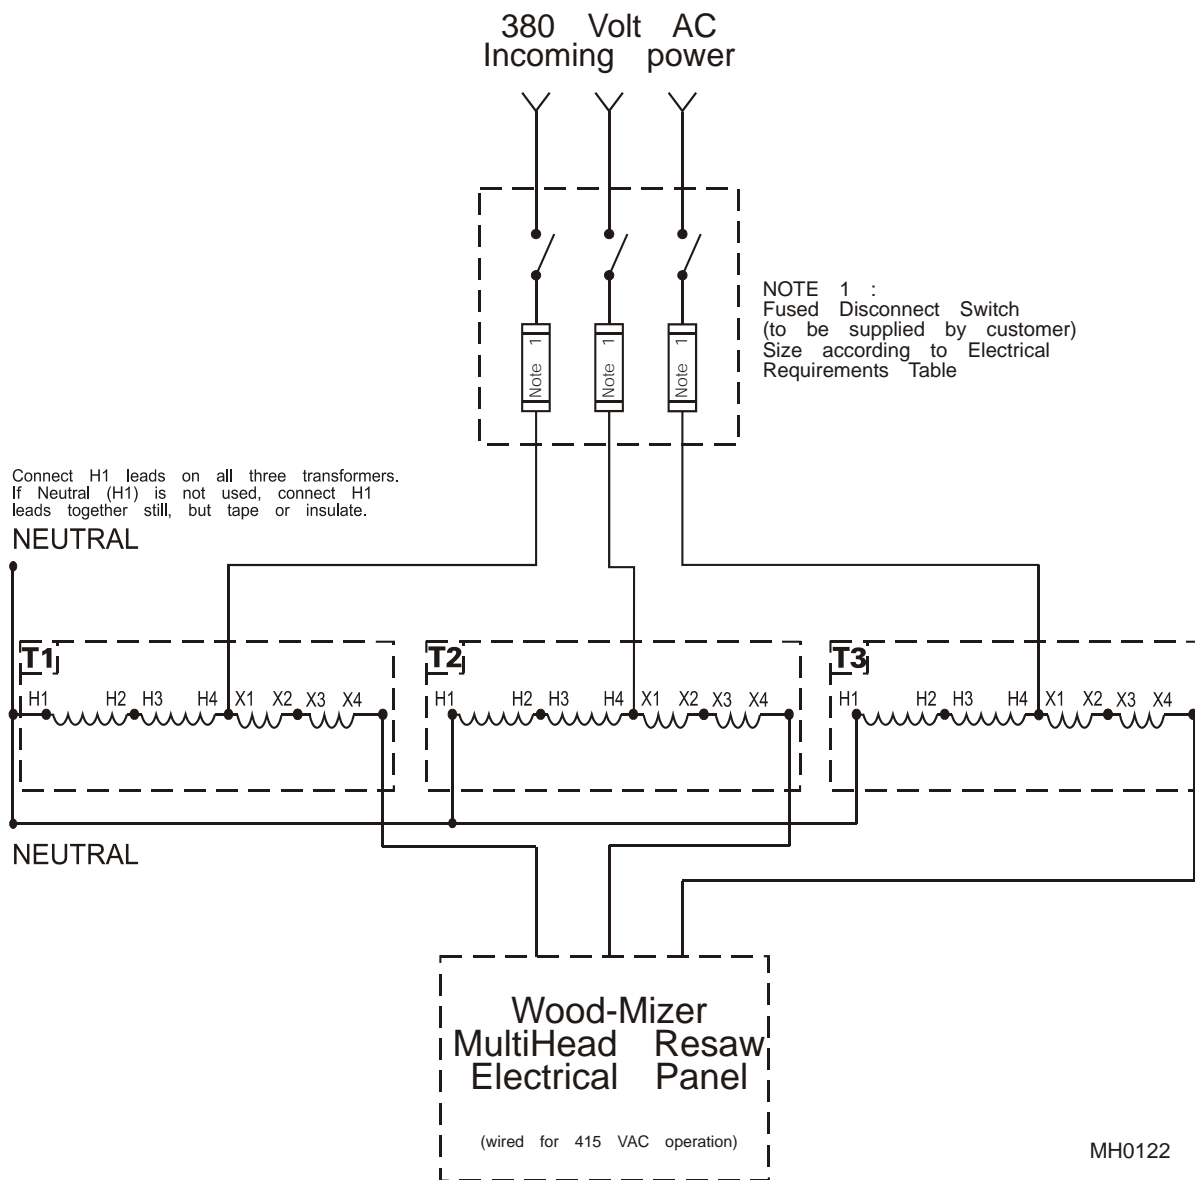 380 Volt AC
Incoming power
NOTE 1 :
Fused Disconnect Switch
(to be supplied by customer)
Size according to Electrical
Requirements Table
Note 1
Note 1
Note 1
Connect H1 leads on all three transformers.
If Neutral (H1) is not used, connect H1
leads together still, but tape or insulate.
NEUTRAL
T1
T2
T3
H1 H2 H3 H4 X1 X2 X3 X4
H1 H2 H3 H4 X1 X2 X3 X4
H1 H2 H3 H4 X1 X2 X3 X4
NEUTRAL
Wood-Mizer
MultiHead Resaw
Electrical Panel
(wired for 415 VAC operation)
MH0122